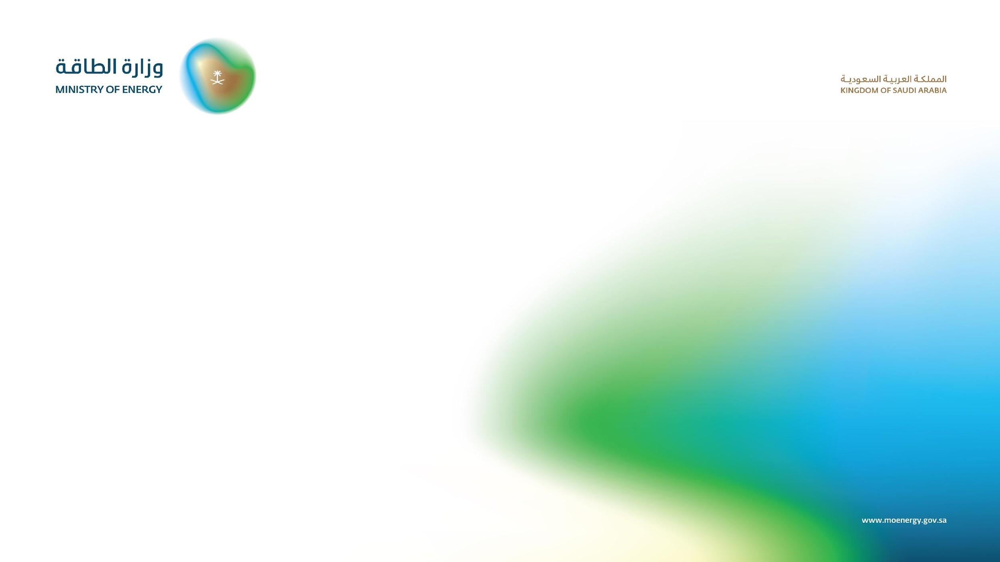 وزارة الطاقة
MINISTRY OF ENERGY
المملكة العربية السعودية
KINGDOM OF SAUDI ARABIA
www.moenergy.gov.sa